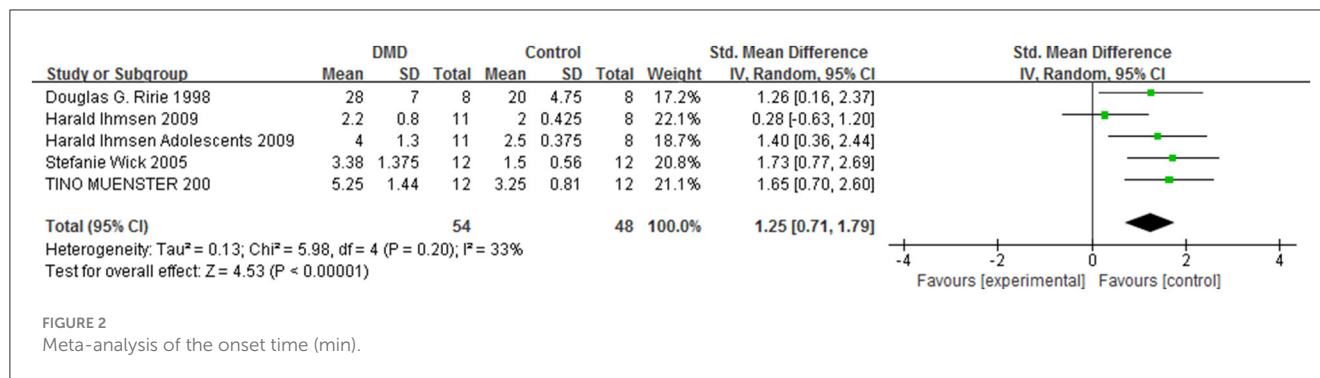 DMD Control Std. Mean Difference Std. Mean Difference
Study or Subgroup Mean SD Total Mean SD Total Weight IV, Random, 95% CI IV, Random, 95% CI
Douglas G. Ririe 1998 28 7 8 20 4.75 8 17.2% 1.26 [0.16, 2.37]
Harald Ihmsen 2009 2.2 0.8 11 2 0.425 8 22.1% 0.28 [-0.63, 1.20]
Harald Ihmsen Adolescents 2009 4 1.3 11 2.5 0.375 8 18.7% 1.40 [0.36, 2.44]
Stefanie Wick 2005 3.38 1.375 12 1.5 0.56 12 20.8% 1.73 [0.77, 2.69]
TINO MUENSTER 200 5.25 1.44 12 3.25 0.81 12 21.1% 1.65 [0.70, 2.60]
Total (95% CI) 54 48 100.0% 1.25 [0.71, 1.79]
Heterogeneity: Tau² = 0.13; Chi² = 5.98, df = 4 (P = 0.20); I² = 33%
Test for overall effect: Z = 4.53 (P < 0.00001)
-4 -2 0 2 4
Favours [experimental] Favours [control]
FIGURE 2
Meta-analysis of the onset time (min).